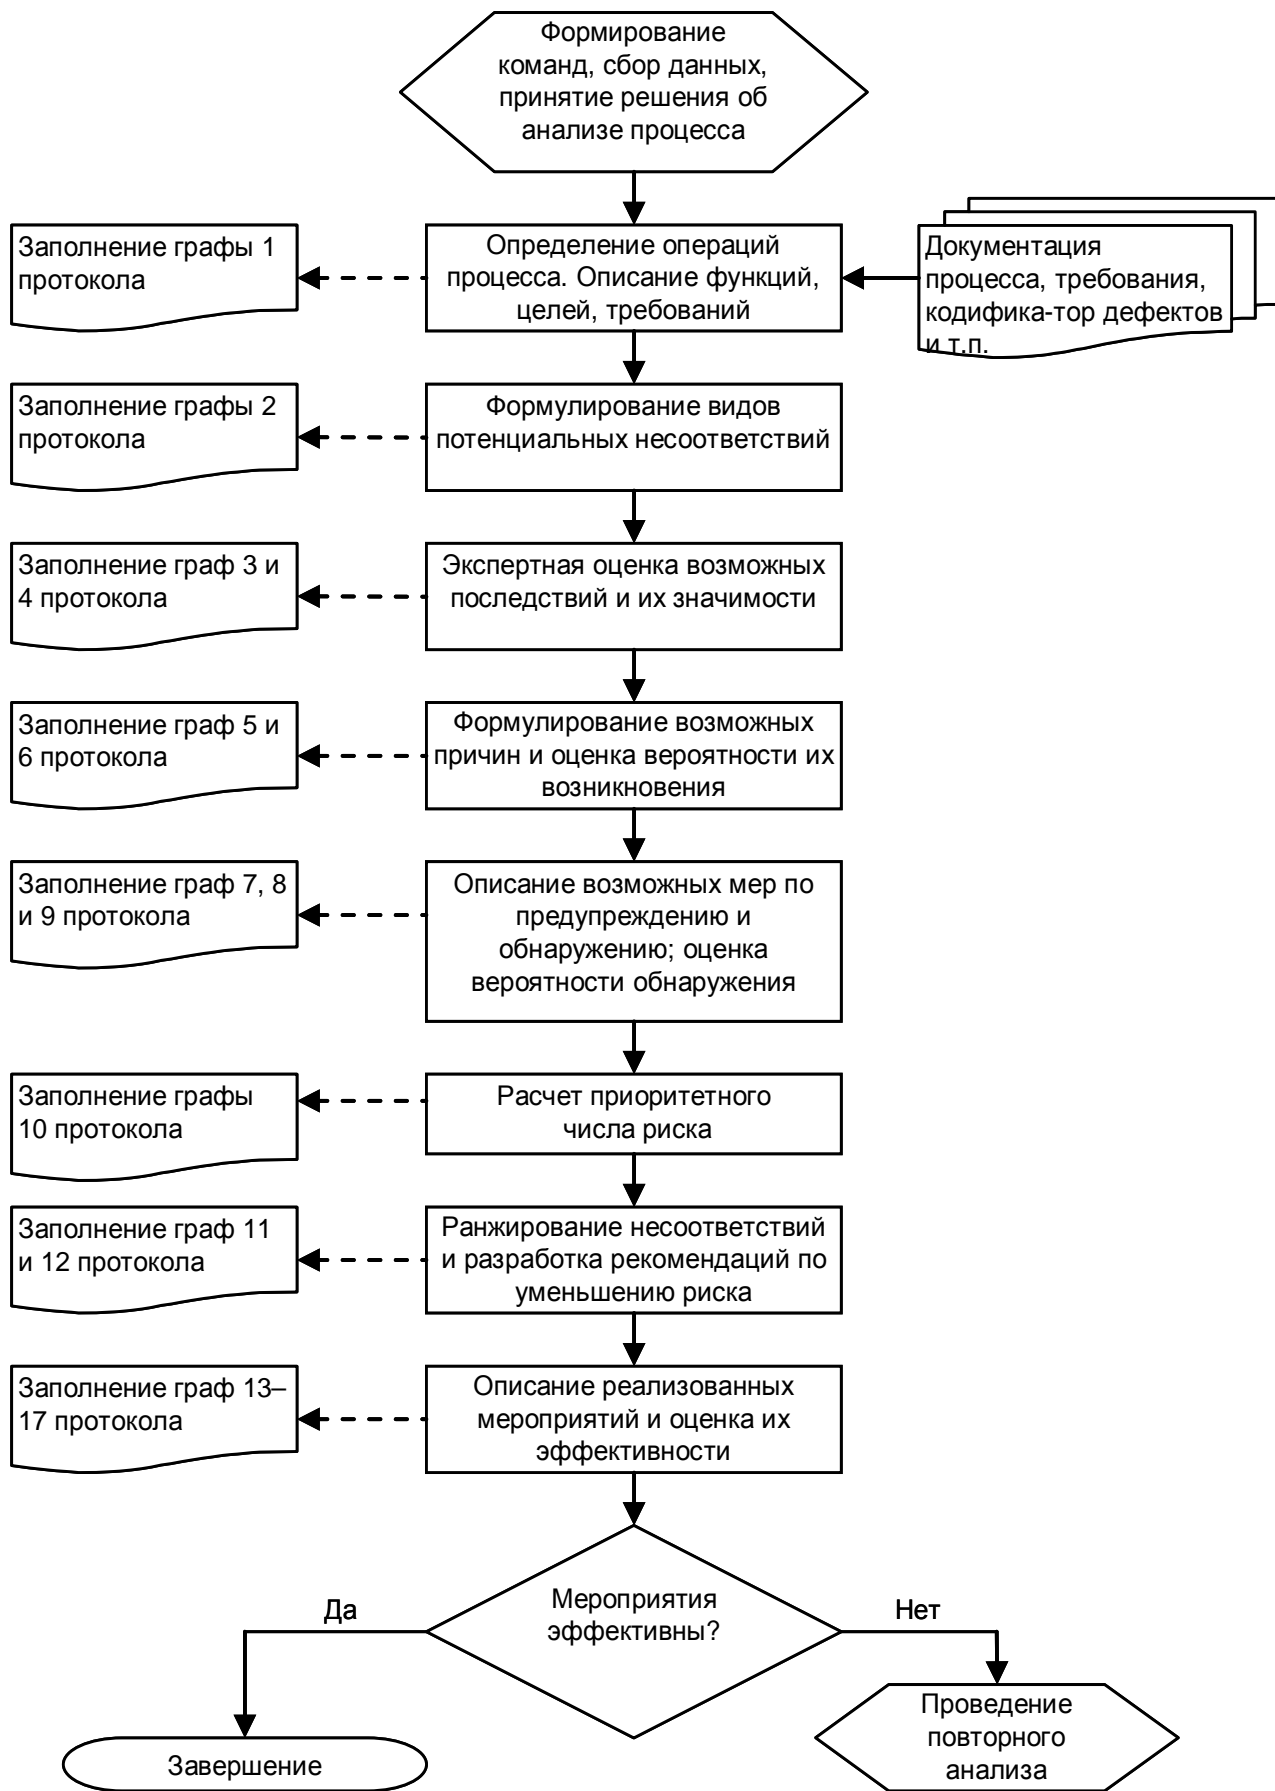 Формирование
команд, сбор данных,
принятие решения об
анализе процесса
Заполнение графы 1
протокола
Определение операций
процесса. Описание функций,
целей, требований
Документация
процесса, требования,
кодифика-тор дефектов
и т.п.
Заполнение графы 2
протокола
Формулирование видов
потенциальных несоответствий
Заполнение граф 3 и
4 протокола
Экспертная оценка возможных
последствий и их значимости
Заполнение граф 5 и
6 протокола
Формулирование возможных
причин и оценка вероятности их
возникновения
Заполнение граф 7, 8
и 9 протокола
Описание возможных мер по
предупреждению и
обнаружению; оценка
вероятности обнаружения
Заполнение графы
10 протокола
Расчет приоритетного
числа риска
Заполнение граф 11
и 12 протокола
Ранжирование несоответствий
и разработка рекомендаций по
уменьшению риска
Заполнение граф 13–
17 протокола
Описание реализованных
мероприятий и оценка их
эффективности
Мероприятия
эффективны?
Да
Нет
Завершение
Проведение
повторного
анализа